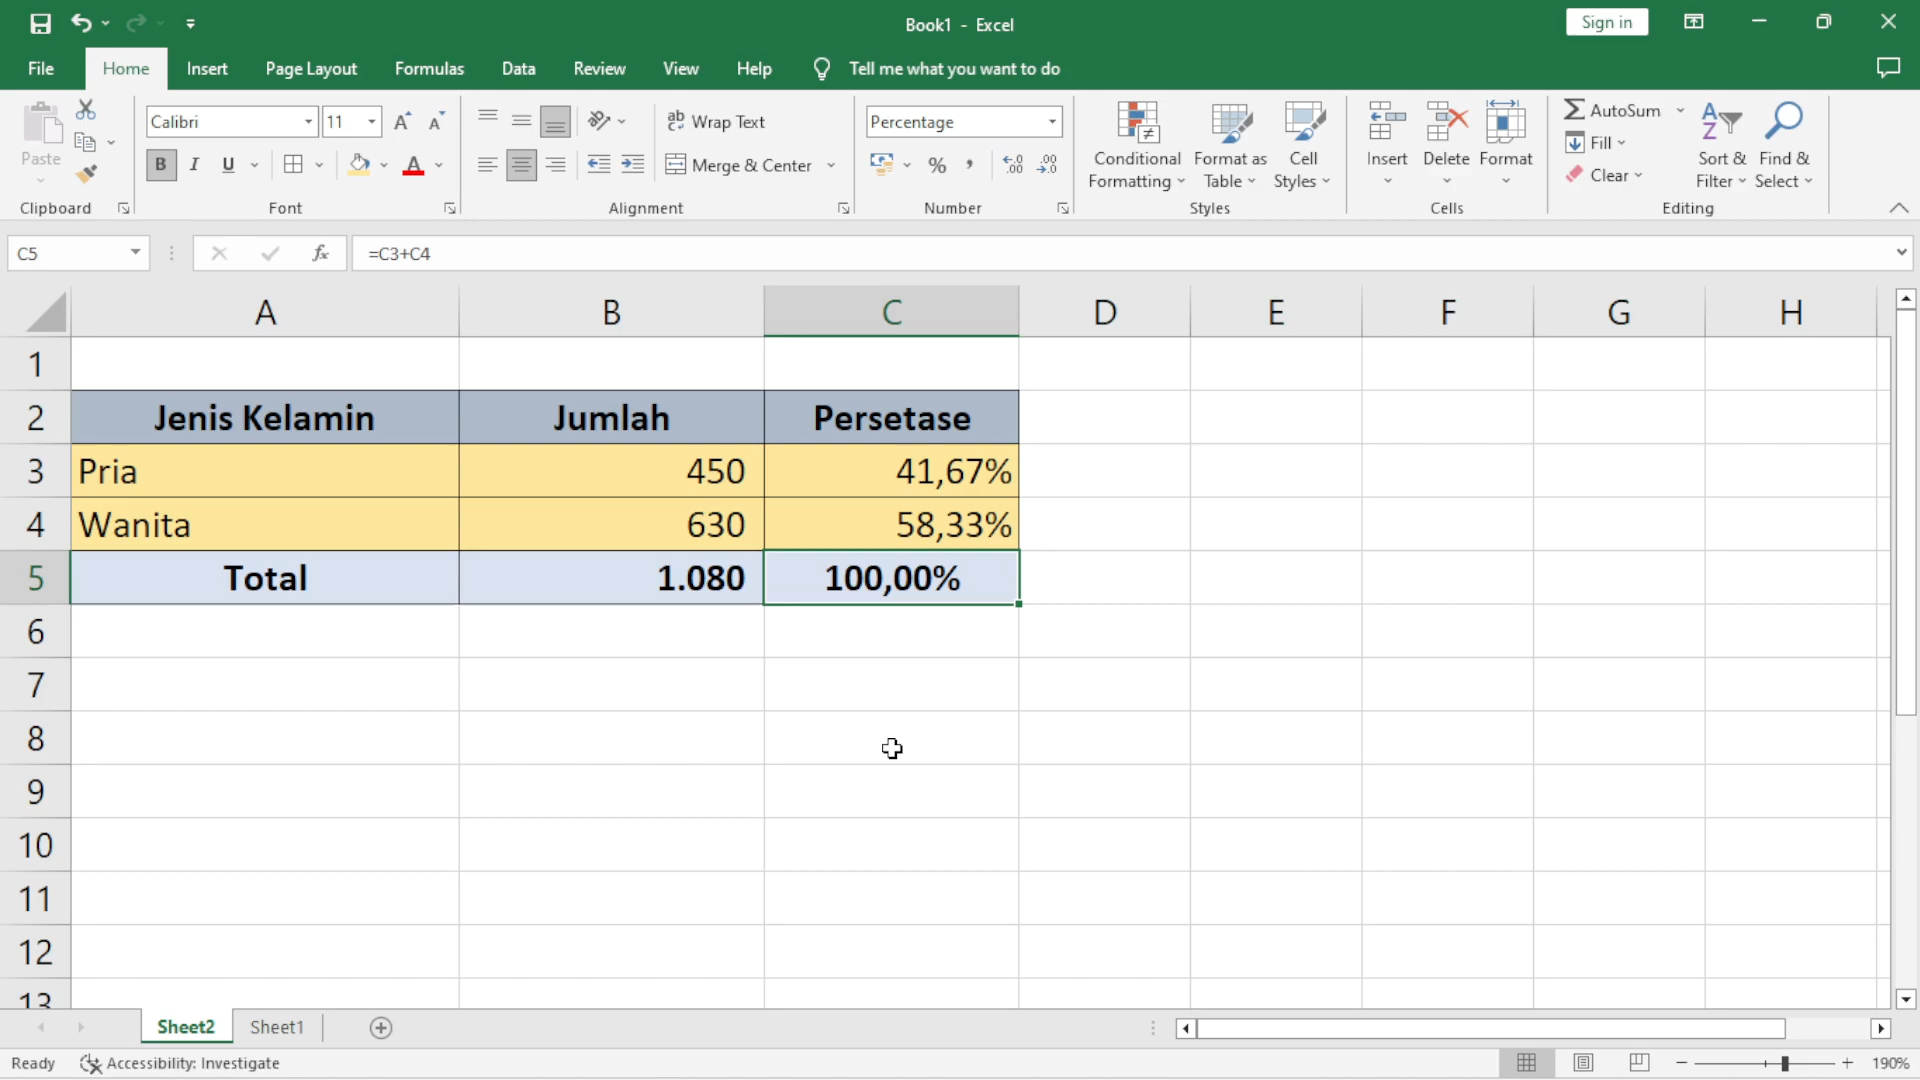 Book1 - Excel
Sign in
File Home Insert Page Layout Formulas Data Review View Help Tell me what you want to do
Paste
Clipboard
Calibri 11
B I U
Font
Wrap Text
Merge & Center
Alignment
Percentage
% ,
Number
Conditional Formatting
Format as Table
Cell Styles
Styles
Insert Delete Format
Cells
AutoSum
Fill
Clear
Sort & Filter
Find & Select
Editing
C5 fx =C3+C4
A B C D E F G H
1
2 Jenis Kelamin Jumlah Persetase
3 Pria 450 41,67%
4 Wanita 630 58,33%
5 Total 1.080 100,00%
6
7
8
9
10
11
12
13
Sheet2 Sheet1
Ready Accessibility: Investigate 190%